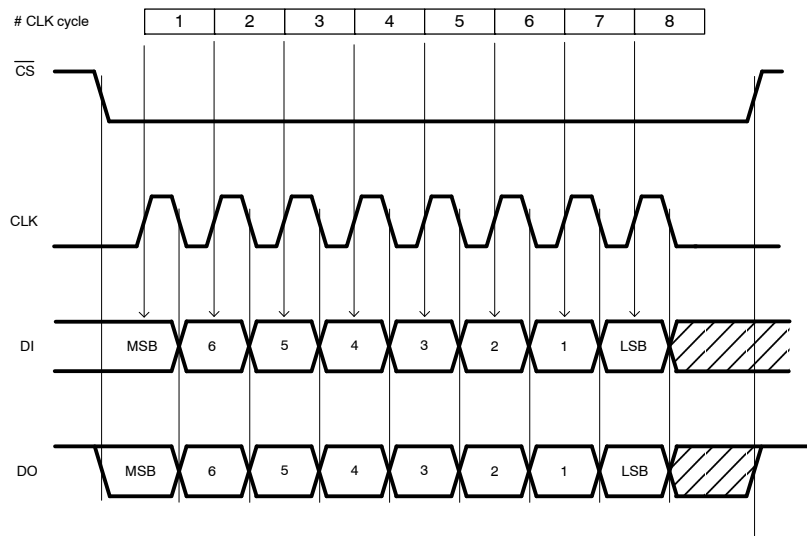 # CLK cycle 1 2 3 4 5 6 7 8
CS
CLK
DI MSB 6 5 4 3 2 1 LSB
DO MSB 6 5 4 3 2 1 LSB